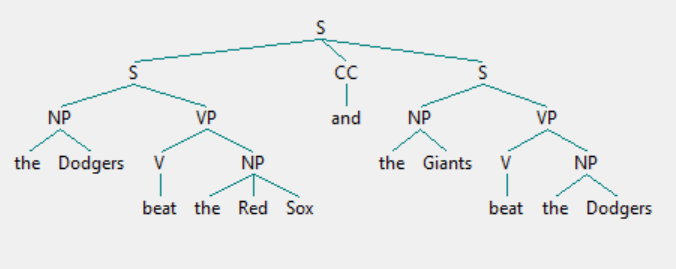 S
S CC S
NP VP and NP VP
the Dodgers V NP the Giants V NP
beat the Red Sox beat the Dodgers